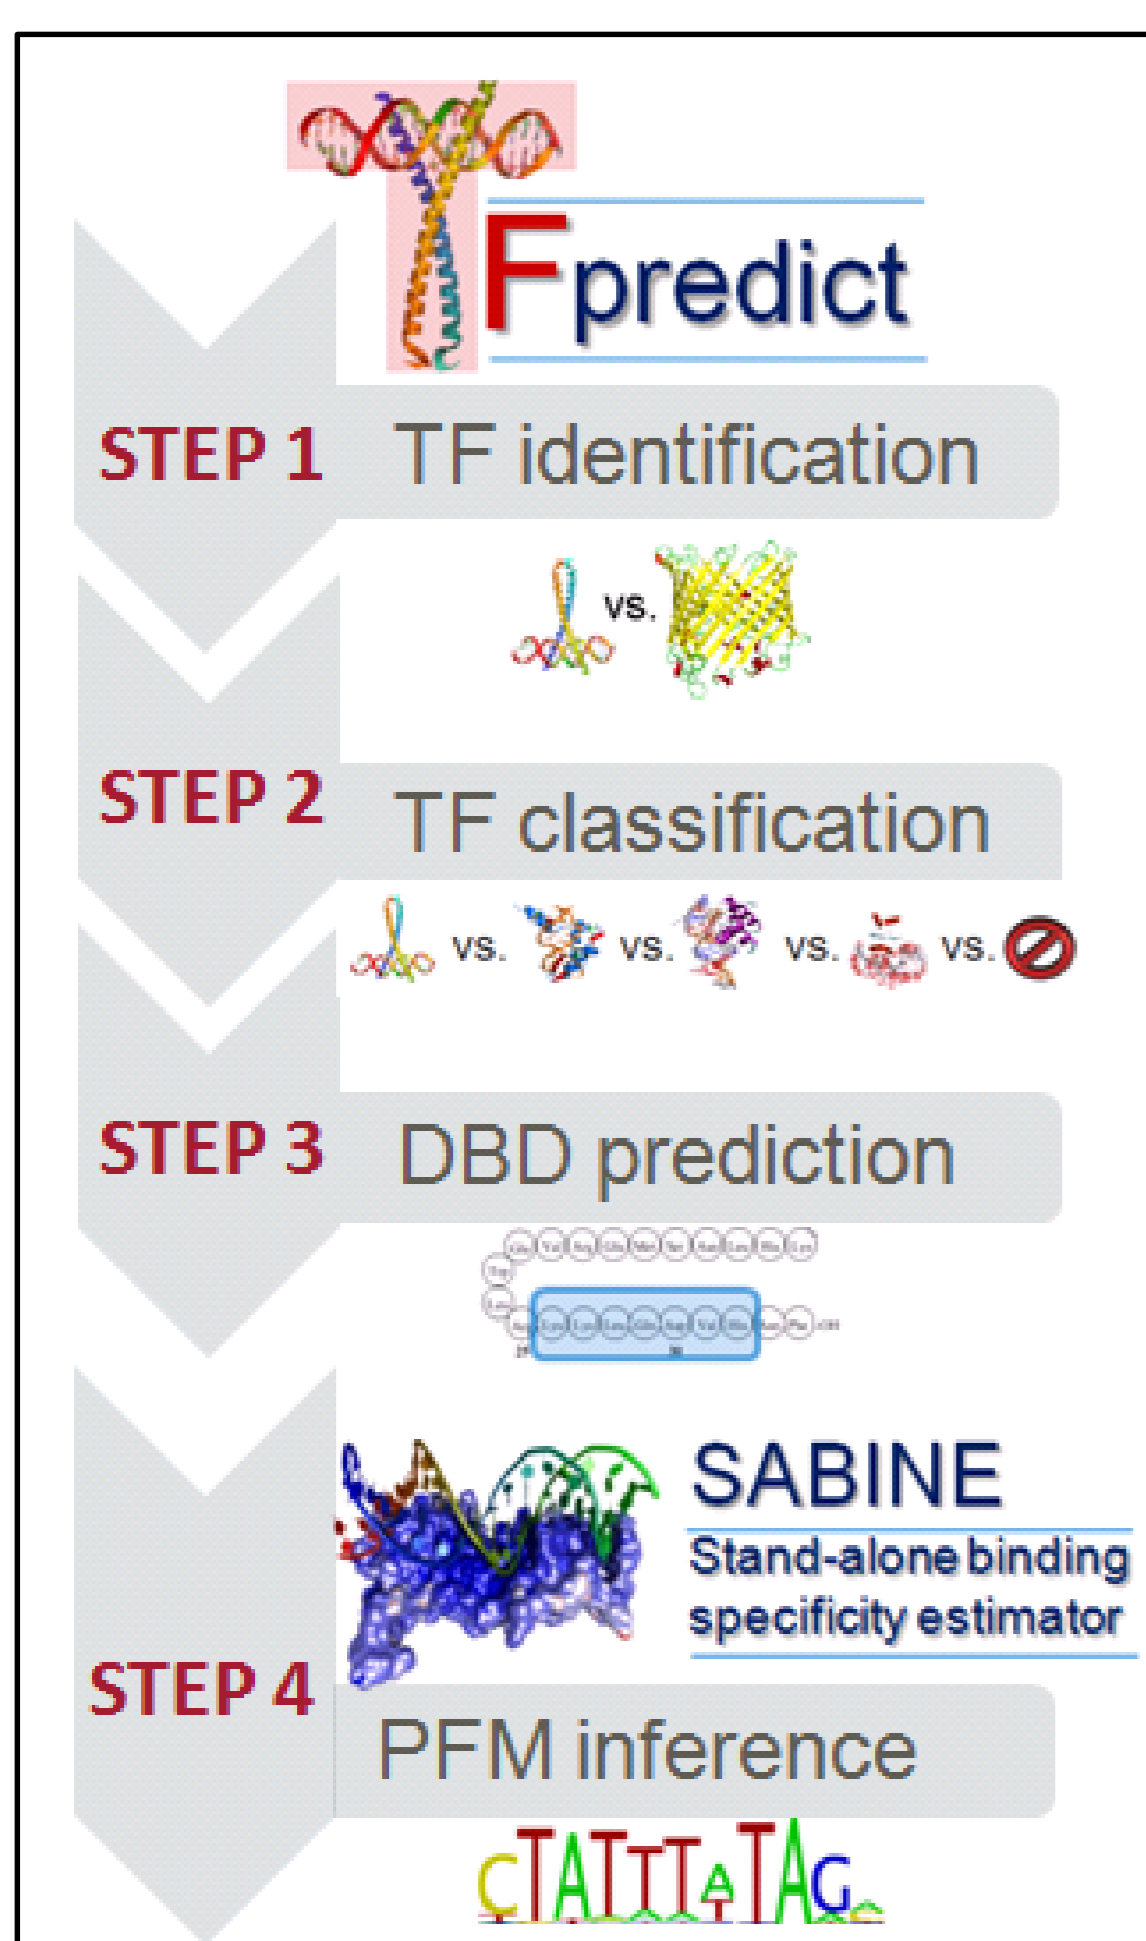 TFpredict
STEP 1 TF identification
vs.
STEP 2 TF classification
vs. vs. vs. vs.
STEP 3 DBD prediction
SABINE
Stand-alone binding
specificity estimator
STEP 4 PFM inference
CTATTTATAG